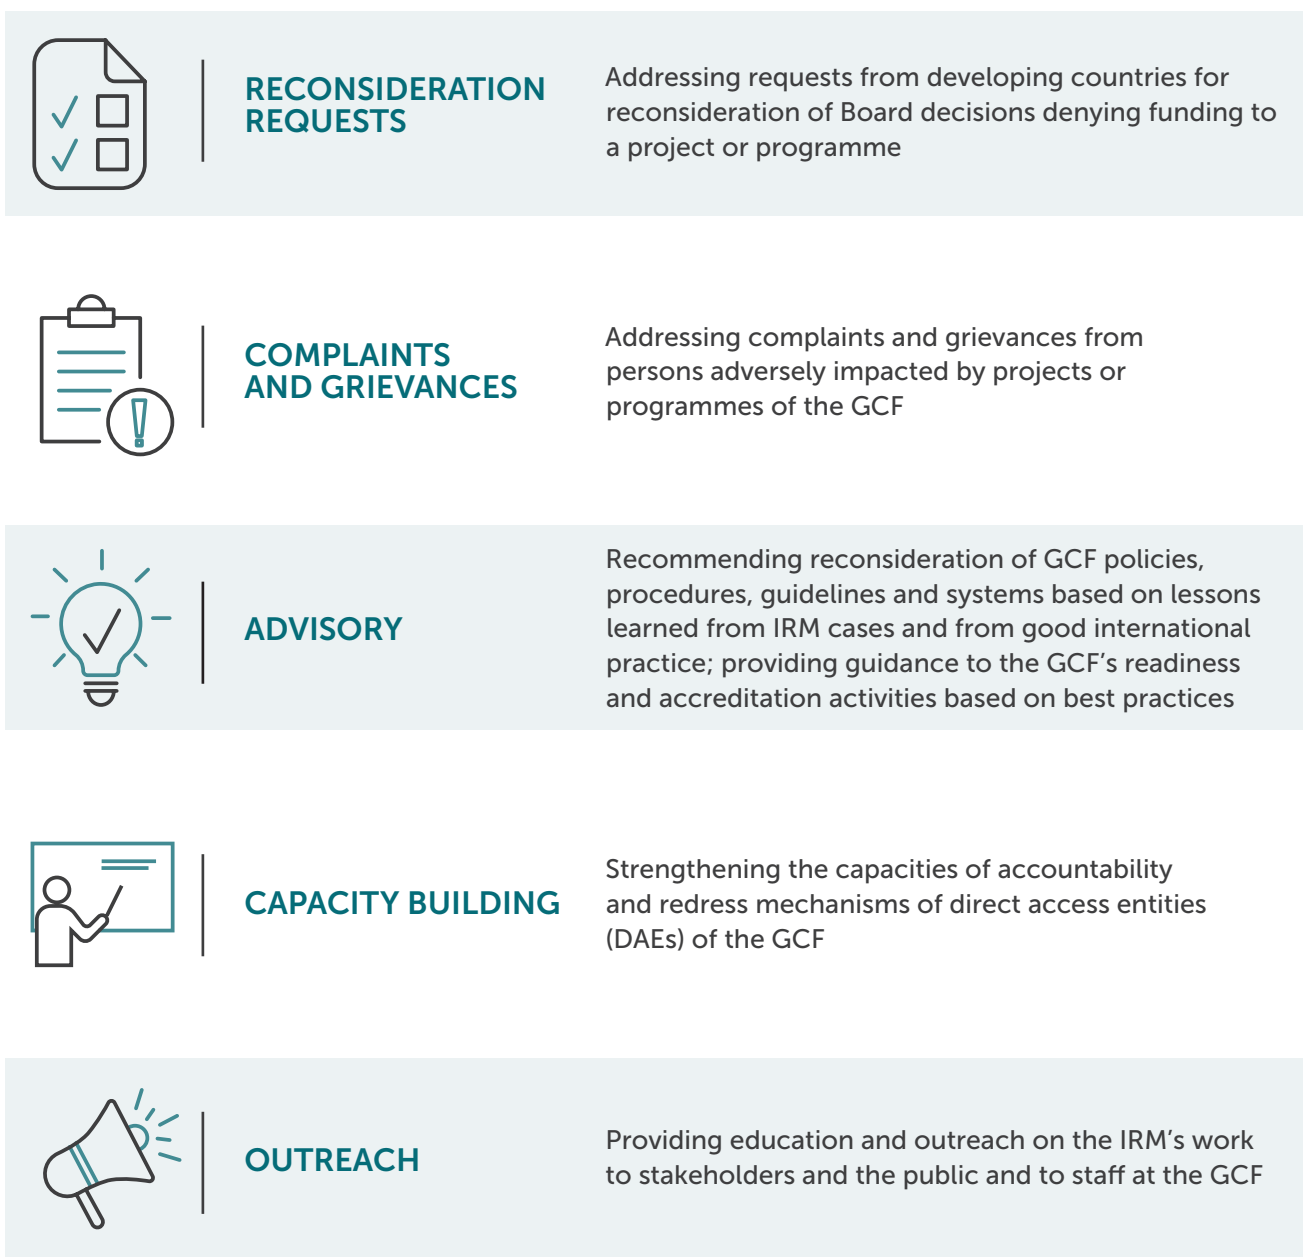 RECONSIDERATION
REQUESTS
Addressing requests from developing countries for
reconsideration of Board decisions denying funding to
a project or programme
COMPLAINTS
AND GRIEVANCES
Addressing complaints and grievances from
persons adversely impacted by projects or
programmes of the GCF
ADVISORY
Recommending reconsideration of GCF policies,
procedures, guidelines and systems based on lessons
learned from IRM cases and from good international
practice; providing guidance to the GCF’s readiness
and accreditation activities based on best practices
CAPACITY BUILDING
Strengthening the capacities of accountability
and redress mechanisms of direct access entities
(DAEs) of the GCF
OUTREACH
Providing education and outreach on the IRM’s work
to stakeholders and the public and to staff at the GCF